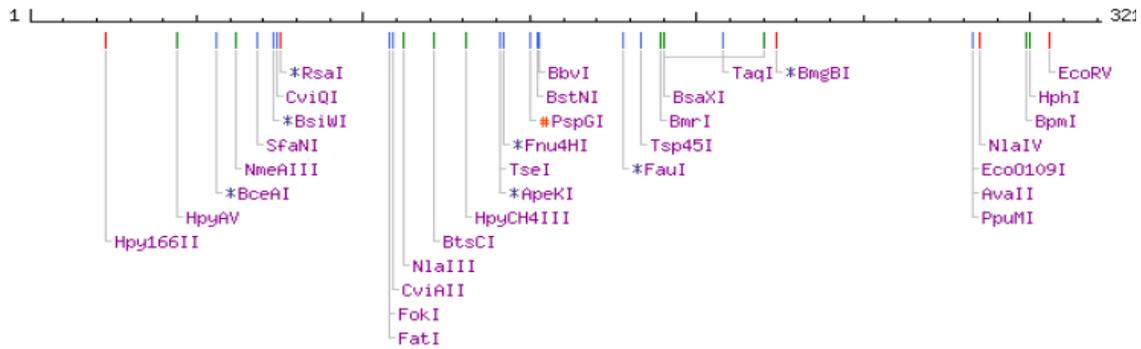 1 321
*RsaI BbvI TaqI *BmgBI EcoRV
CviQI BstNI BsaXI HphI
*BsiWI #PspGI BmrI BpmI
SfaNI *Fnu4HI Tsp45I NlaIV
NmeAIII TseI *FauI EcoO109I
*BceAI *ApeKI AvaII
HpyAV HpyCH4III PpuMI
Hpy166II BtsCI
NlaIII
CviAII
FokI
FatI